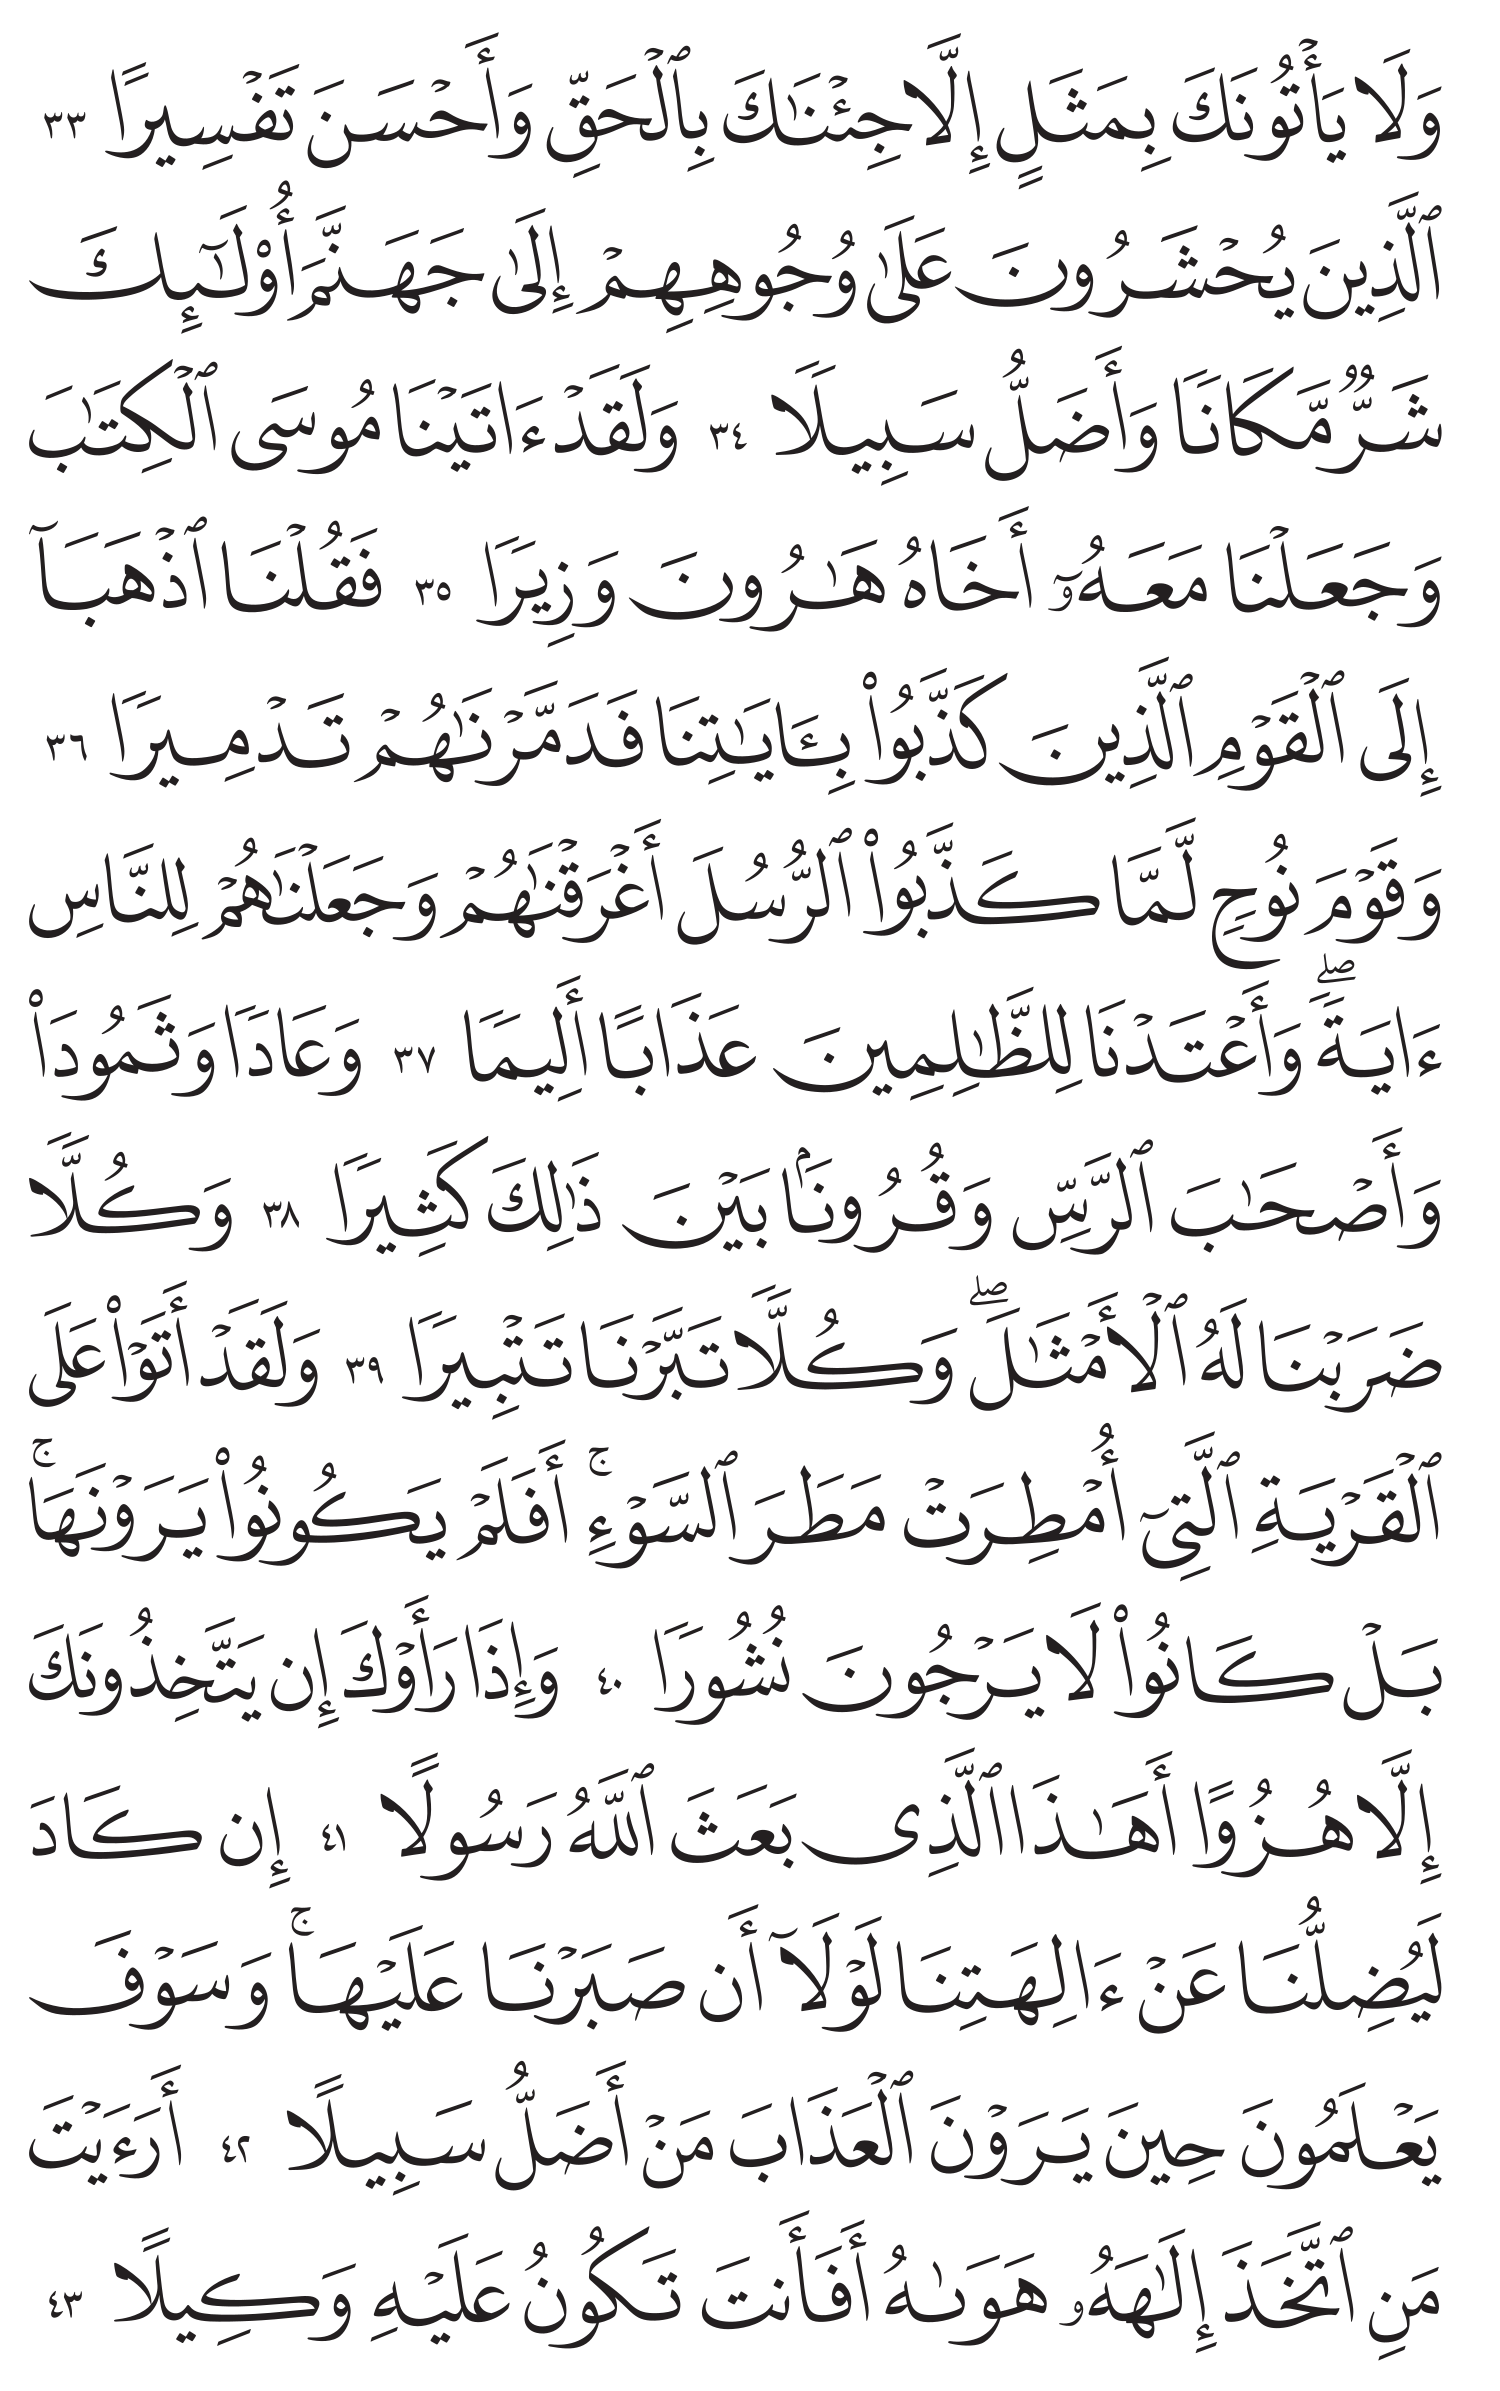 وَلَا يَأۡتُونَكَ بِمَثَلٍ إِلَّا جِئۡنَٰكَ بِٱلۡحَقِّ وَأَحۡسَنَ تَفۡسِيرًا ٣٣
ٱلَّذِينَ يُحۡشَرُونَ عَلَىٰ وُجُوهِهِمۡ إِلَىٰ جَهَنَّمَ أُوْلَٰٓئِكَ
شَرّٞ مَّكَانٗا وَأَضَلُّ سَبِيلٗا ٣٤ وَلَقَدۡ ءَاتَيۡنَا مُوسَى ٱلۡكِتَٰبَ
وَجَعَلۡنَا مَعَهُۥٓ أَخَاهُ هَٰرُونَ وَزِيرٗا ٣٥ فَقُلۡنَا ٱذۡهَبَآ
إِلَى ٱلۡقَوۡمِ ٱلَّذِينَ كَذَّبُواْ بِـَٔايَٰتِنَا فَدَمَّرۡنَٰهُمۡ تَدۡمِيرٗا ٣٦
وَقَوۡمَ نُوحٖ لَّمَّا كَذَّبُواْ ٱلرُّسُلَ أَغۡرَقۡنَٰهُمۡ وَجَعَلۡنَٰهُمۡ لِلنَّاسِ
ءَايَةٗۖ وَأَعۡتَدۡنَا لِلظَّٰلِمِينَ عَذَابًا أَلِيمٗا ٣٧ وَعَادٗا وَثَمُودَاْ
وَأَصۡحَٰبَ ٱلرَّسِّ وَقُرُونَۢا بَيۡنَ ذَٰلِكَ كَثِيرٗا ٣٨ وَكُلّٗا
ضَرَبۡنَا لَهُ ٱلۡأَمۡثَٰلَۖ وَكُلّٗا تَبَّرۡنَا تَتۡبِيرٗا ٣٩ وَلَقَدۡ أَتَوۡاْ عَلَى
ٱلۡقَرۡيَةِ ٱلَّتِيٓ أُمۡطِرَتۡ مَطَرَ ٱلسَّوۡءِۚ أَفَلَمۡ يَكُونُواْ يَرَوۡنَهَاۚ
بَلۡ كَانُواْ لَا يَرۡجُونَ نُشُورٗا ٤٠ وَإِذَا رَأَوۡكَ إِن يَتَّخِذُونَكَ
إِلَّا هُزُوًا أَهَٰذَا ٱلَّذِي بَعَثَ ٱللَّهُ رَسُولًا ٤١ إِن كَادَ
لَيُضِلُّنَا عَنۡ ءَالِهَتِنَا لَوۡلَآ أَن صَبَرۡنَا عَلَيۡهَاۚ وَسَوۡفَ
يَعۡلَمُونَ حِينَ يَرَوۡنَ ٱلۡعَذَابَ مَنۡ أَضَلُّ سَبِيلًا ٤٢ أَرَءَيۡتَ
مَنِ ٱتَّخَذَ إِلَٰهَهُۥ هَوَىٰهُ أَفَأَنتَ تَكُونُ عَلَيۡهِ وَكِيلًا ٤٣